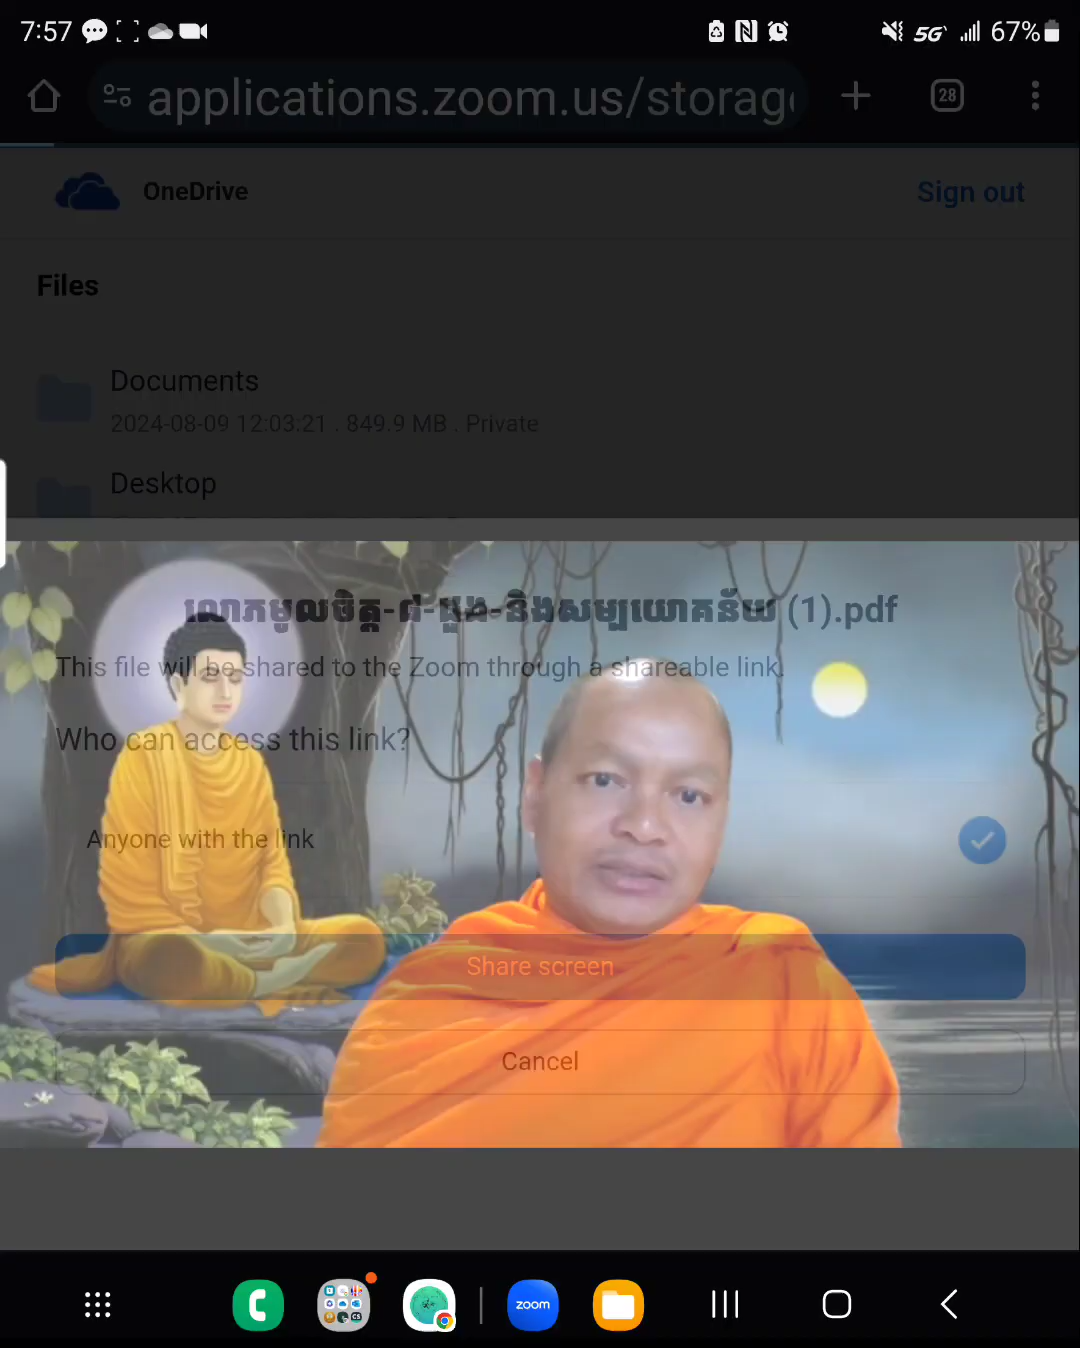 7:57
5G
67%
applications.zoom.us/storage
28
OneDrive
Sign out
Files
Documents
2024-08-09 12:03:21 . 849.9 MB . Private
Desktop
(1).pdf
This file will be shared to the Zoom through a shareable link.
Who can access this link?
Anyone with the link
Share screen
Cancel
zoom